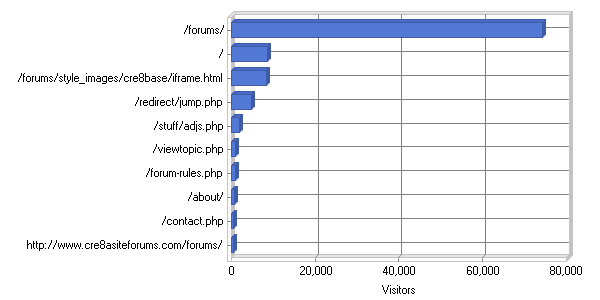 /forums/
/
/forums/style_images/cre8base/iframe.html
/redirect/jump.php
/stuff/adjs.php
/viewtopic.php
/forum-rules.php
/about/
/contact.php
http://www.cre8asiteforums.com/forums/
0 20,000 40,000 60,000 80,000
Visitors